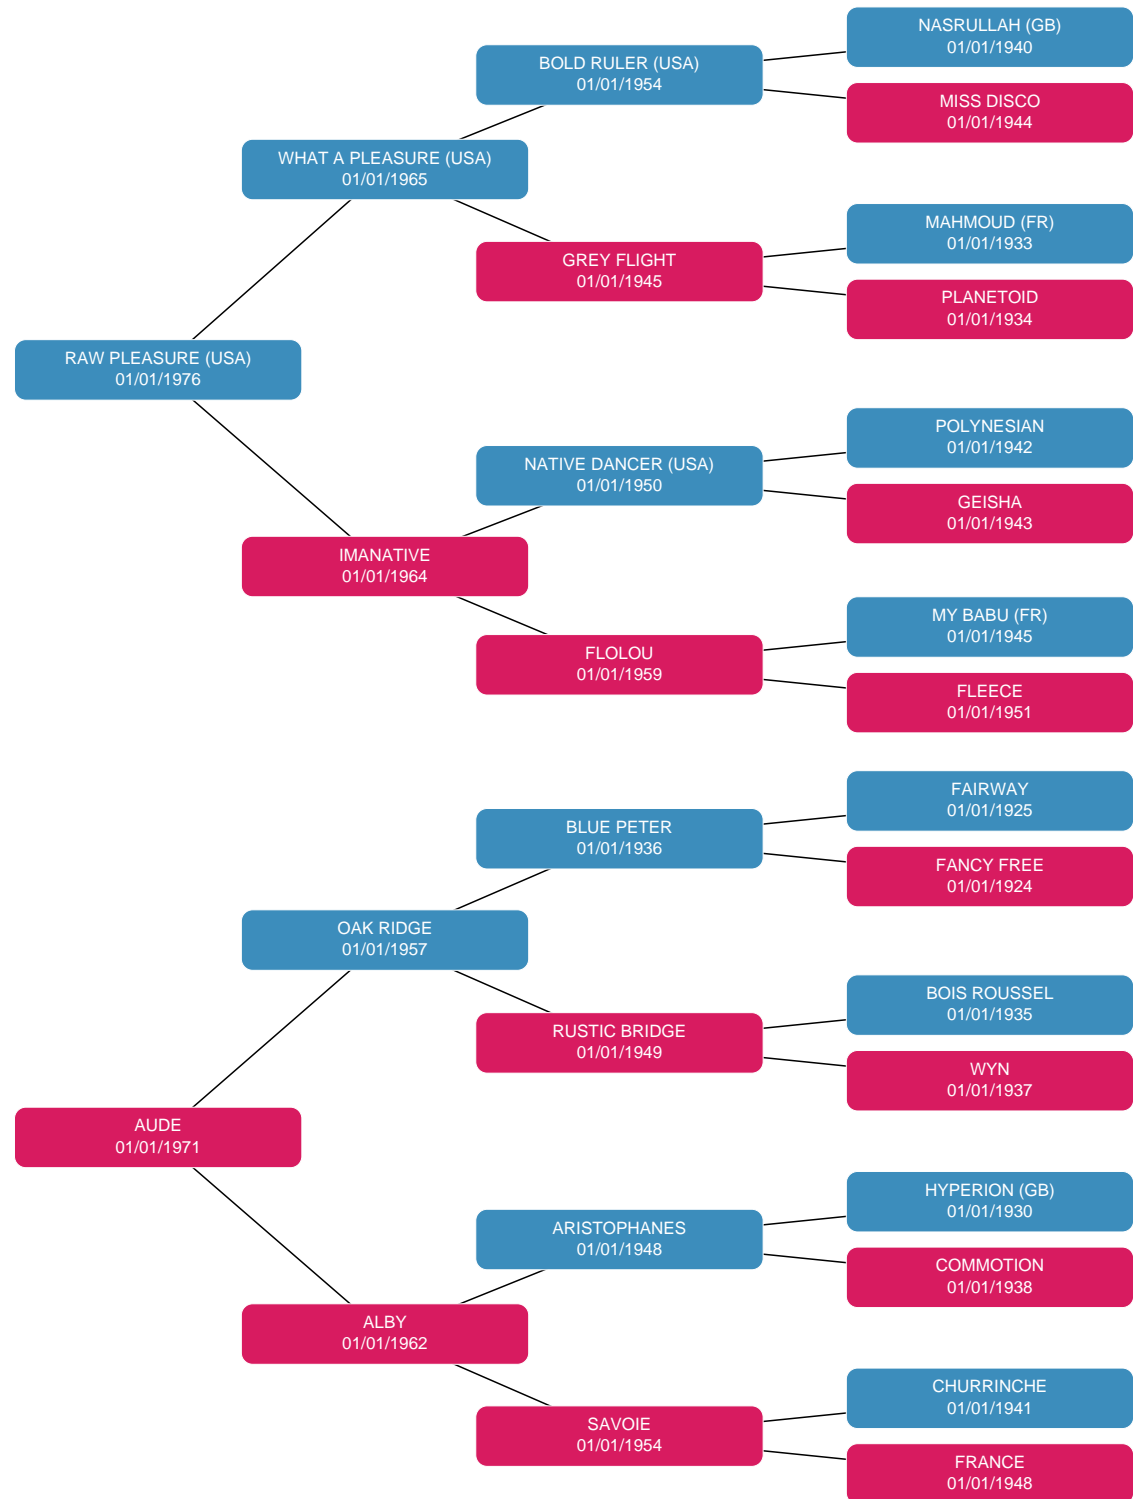 NASRULLAH (GB)
01/01/1940
BOLD RULER (USA)
01/01/1954
MISS DISCO
01/01/1944
WHAT A PLEASURE (USA)
01/01/1965
MAHMOUD (FR)
01/01/1933
GREY FLIGHT
01/01/1945
PLANETOID
01/01/1934
RAW PLEASURE (USA)
01/01/1976
POLYNESIAN
01/01/1942
NATIVE DANCER (USA)
01/01/1950
GEISHA
01/01/1943
IMANATIVE
01/01/1964
MY BABU (FR)
01/01/1945
FLOLOU
01/01/1959
FLEECE
01/01/1951
FAIRWAY
01/01/1925
BLUE PETER
01/01/1936
FANCY FREE
01/01/1924
OAK RIDGE
01/01/1957
BOIS ROUSSEL
01/01/1935
RUSTIC BRIDGE
01/01/1949
WYN
01/01/1937
AUDE
01/01/1971
HYPERION (GB)
01/01/1930
ARISTOPHANES
01/01/1948
COMMOTION
01/01/1938
ALBY
01/01/1962
CHURRINCHE
01/01/1941
SAVOIE
01/01/1954
FRANCE
01/01/1948